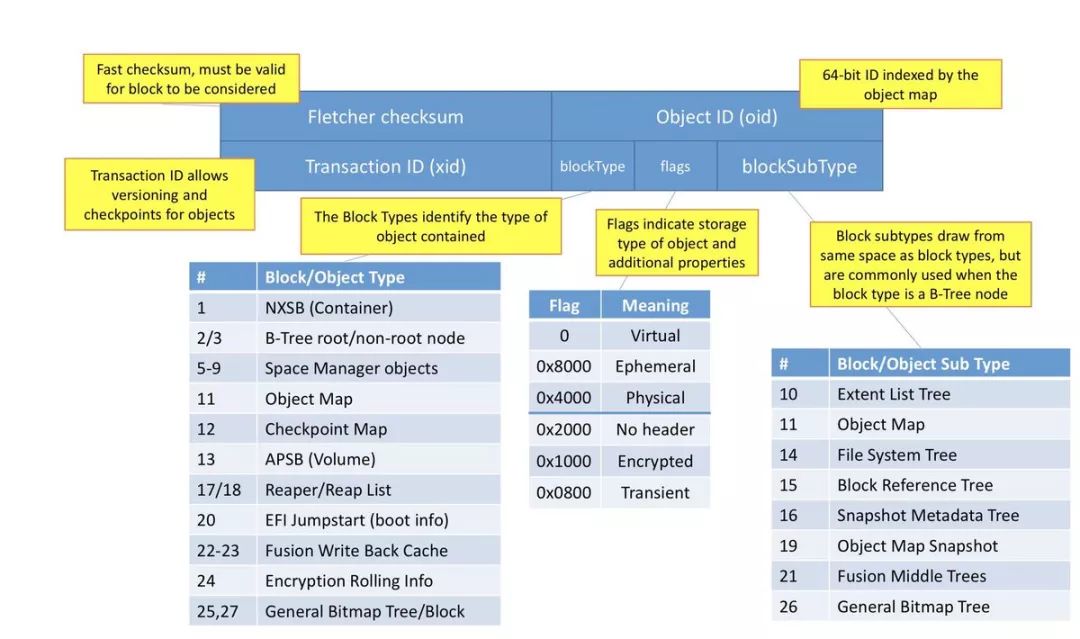 Fast checksum, must be valid
for block to be considered
64-bit ID indexed by the
object map
Fletcher checksum
Object ID (oid)
Transaction ID (xid)
blockType
flags
blockSubType
Transaction ID allows
versioning and
checkpoints for objects
The Block Types identify the type of
object contained
Flags indicate storage
type of object and
additional properties
Block subtypes draw from
same space as block types, but
are commonly used when the
block type is a B-Tree node
# Block/Object Type
1 NXSB (Container)
2/3 B-Tree root/non-root node
5-9 Space Manager objects
11 Object Map
12 Checkpoint Map
13 APSB (Volume)
17/18 Reaper/Reap List
20 EFI Jumpstart (boot info)
22-23 Fusion Write Back Cache
24 Encryption Rolling Info
25,27 General Bitmap Tree/Block
Flag Meaning
0 Virtual
0x8000 Ephemeral
0x4000 Physical
0x2000 No header
0x1000 Encrypted
0x0800 Transient
# Block/Object Sub Type
10 Extent List Tree
11 Object Map
14 File System Tree
15 Block Reference Tree
16 Snapshot Metadata Tree
19 Object Map Snapshot
21 Fusion Middle Trees
26 General Bitmap Tree